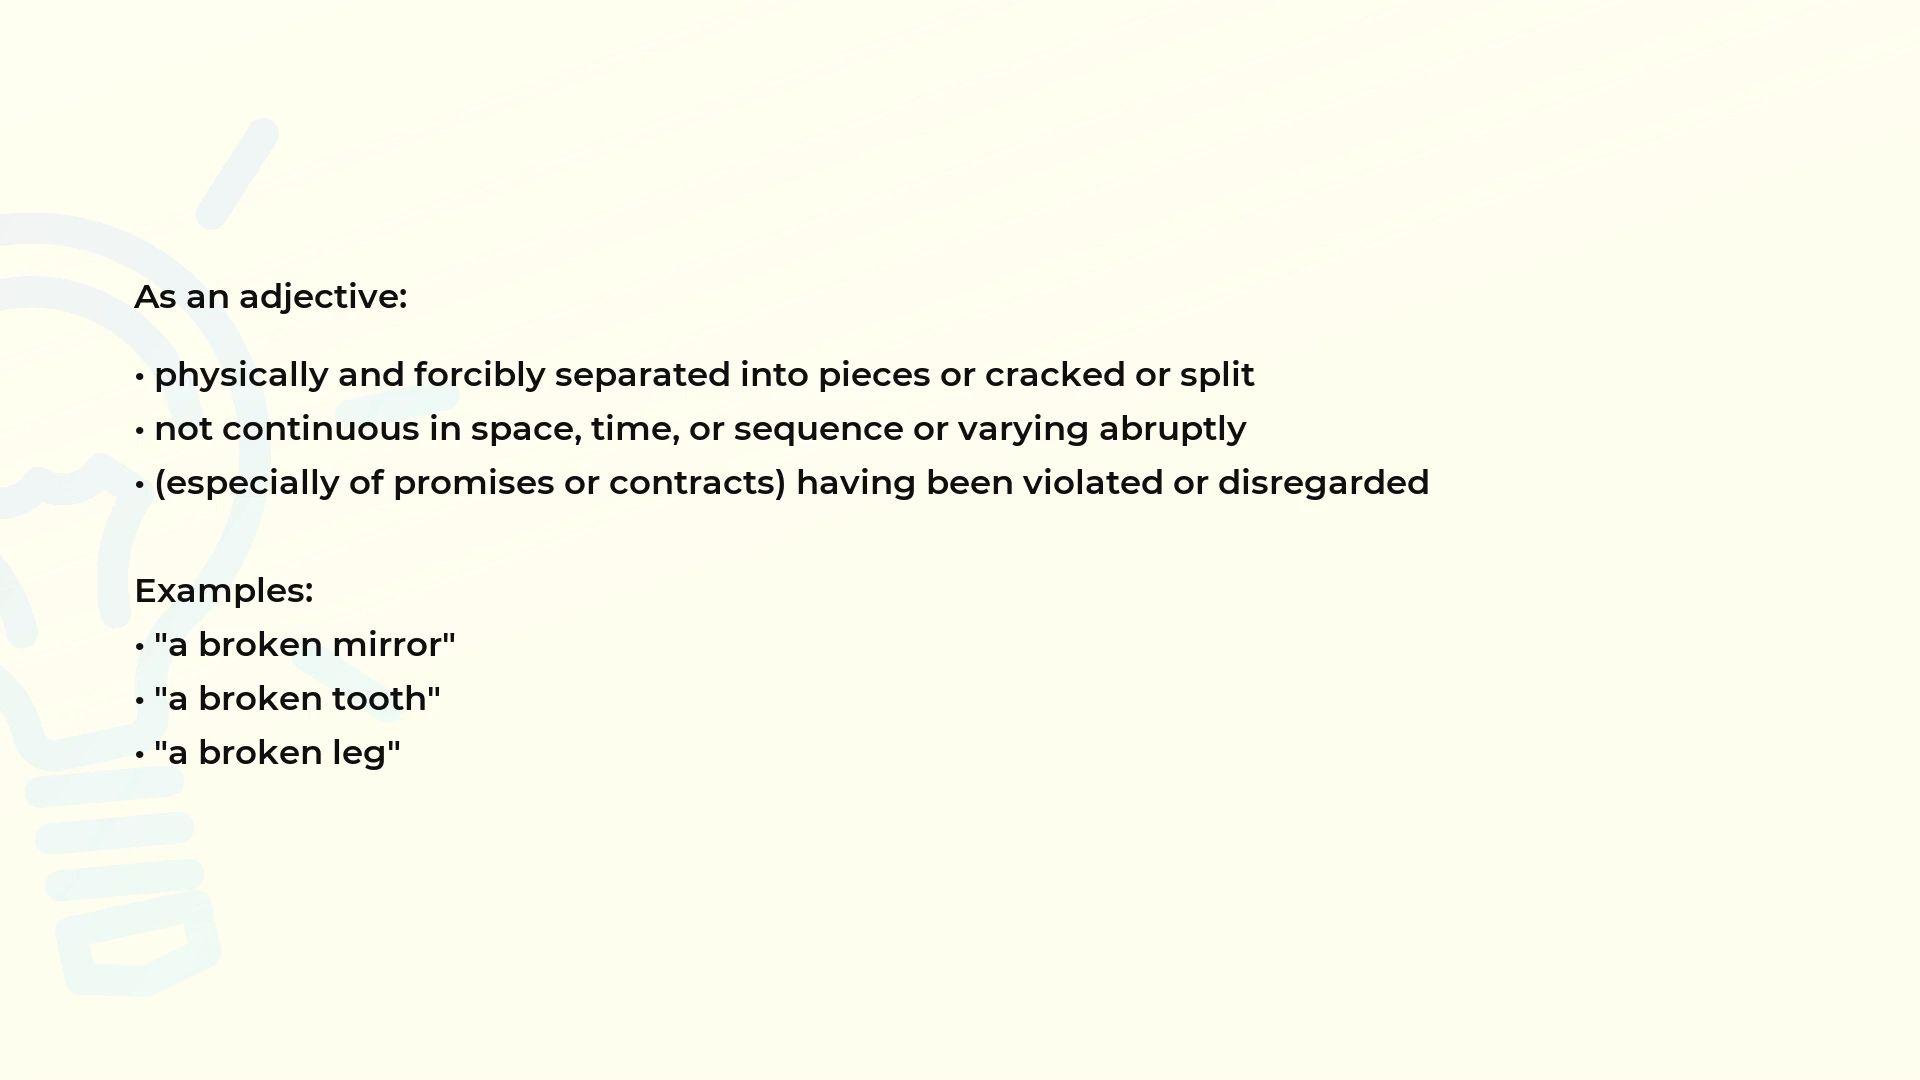 As an adjective:
• physically and forcibly separated into pieces or cracked or split
• not continuous in space, time, or sequence or varying abruptly
• (especially of promises or contracts) having been violated or disregarded
Examples:
• "a broken mirror"
• "a broken tooth"
• "a broken leg"